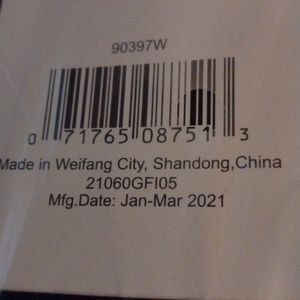 90397W
0 71765 08751 3
Made in Weifang City, Shandong,China
21060GFI05
Mfg.Date: Jan-Mar 2021